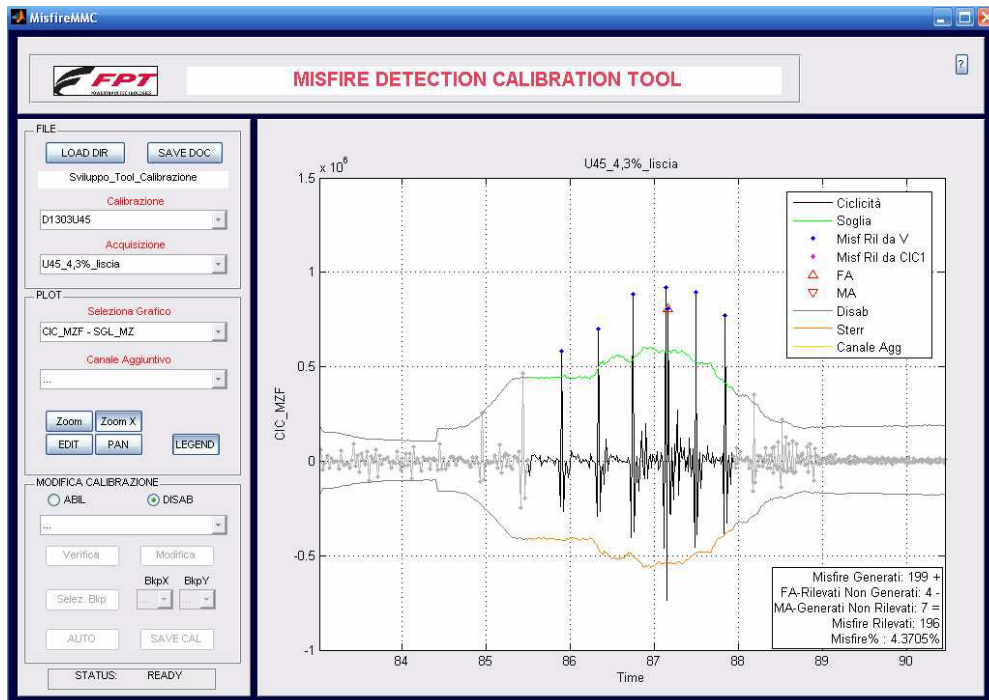 MisfireMMC
FPT
POWERTRAIN TECHNOLOGIES
MISFIRE DETECTION CALIBRATION TOOL
?
FILE
LOAD DIR
SAVE DOC
Sviluppo_Tool_Calibrazione
Calibrazione
D1303U45
Acquisizione
U45_4,3%_liscia
PLOT
Seleziona Grafico
CIC_MZF - SGL_MZ
Canale Aggiuntivo
...
Zoom
Zoom X
EDIT
PAN
LEGEND
MODIFICA CALIBRAZIONE
ABIL
DISAB
...
Verifica
Modifica
BkpX
BkpY
Selez. Bkp
...
...
AUTO
SAVE CAL
STATUS:
READY
U45_4,3%_liscia
x 10^6
1.5
1
0.5
0
-0.5
-1
CIC_MZF
84
85
86
87
88
89
90
Time
Ciclicità
Soglia
Misf Ril da V
Misf Ril da CIC1
FA
MA
Disab
Sterr
Canale Agg
Misfire Generati: 199 +
FA-Rilevati Non Generati: 4 -
MA-Generati Non Rilevati: 7 =
Misfire Rilevati: 196
Misfire% : 4.3705%